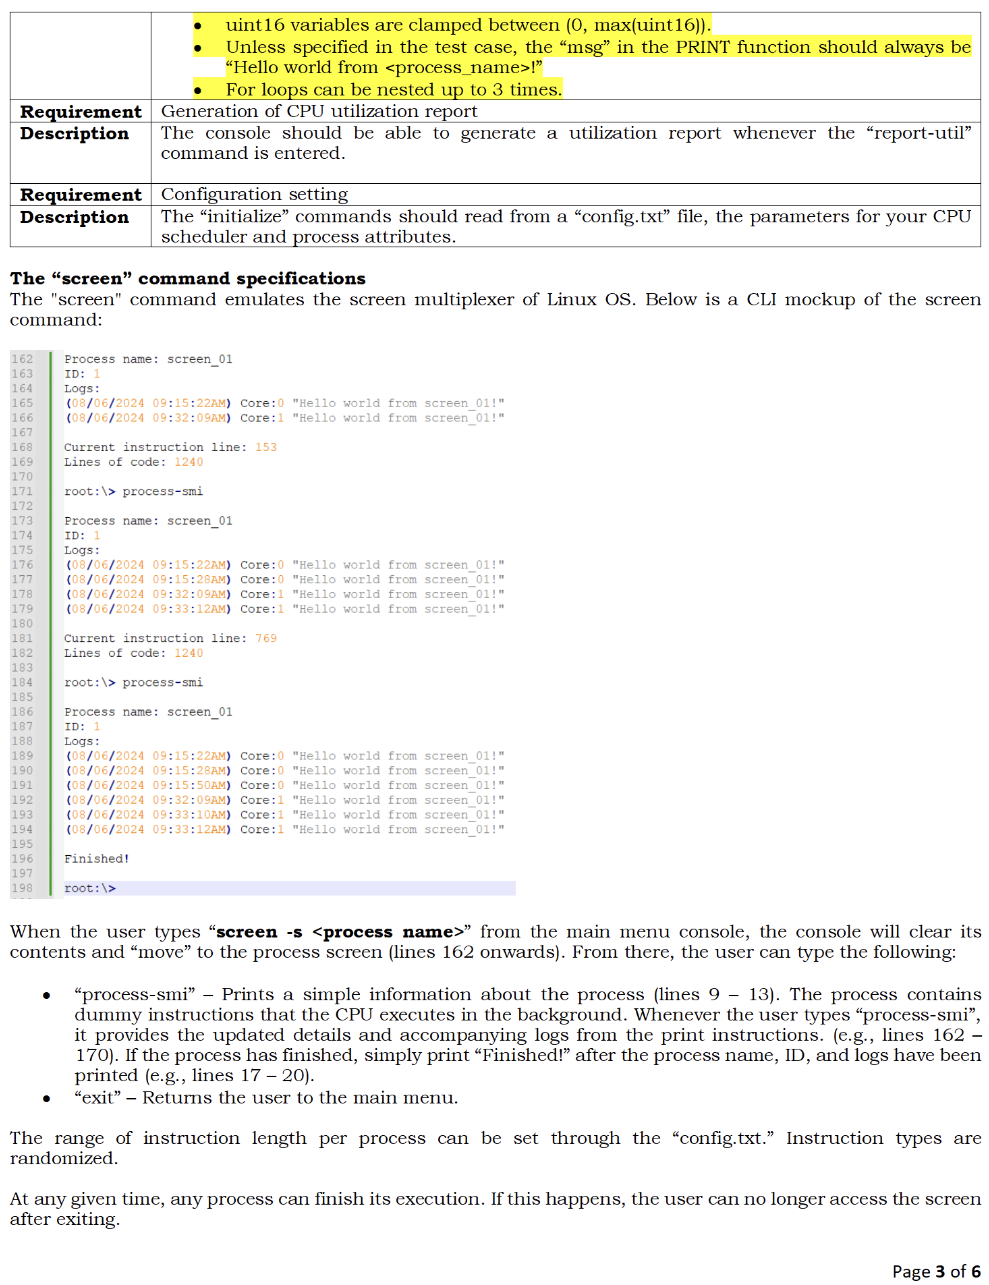 • uint16 variables are clamped between (0, max(uint16)).
• Unless specified in the test case, the “msg” in the PRINT function should always be
“Hello world from <process_name>!”
• For loops can be nested up to 3 times.
Requirement Generation of CPU utilization report
Description The console should be able to generate a utilization report whenever the “report-util”
command is entered.
Requirement Configuration setting
Description The “initialize” commands should read from a “config.txt” file, the parameters for your CPU
scheduler and process attributes.
The “screen” command specifications
The "screen" command emulates the screen multiplexer of Linux OS. Below is a CLI mockup of the screen
command:
162 Process name: screen_01
163 ID: 1
164 Logs:
165 (08/06/2024 09:15:22AM) Core:0 "Hello world from screen_01!"
166 (08/06/2024 09:32:09AM) Core:1 "Hello world from screen_01!"
167
168 Current instruction line: 153
169 Lines of code: 1240
170
171 root:\> process-smi
172
173 Process name: screen_01
174 ID: 1
175 Logs:
176 (08/06/2024 09:15:22AM) Core:0 "Hello world from screen_01!"
177 (08/06/2024 09:15:28AM) Core:0 "Hello world from screen_01!"
178 (08/06/2024 09:32:09AM) Core:1 "Hello world from screen_01!"
179 (08/06/2024 09:33:12AM) Core:1 "Hello world from screen_01!"
180
181 Current instruction line: 769
182 Lines of code: 1240
183
184 root:\> process-smi
185
186 Process name: screen_01
187 ID: 1
188 Logs:
189 (08/06/2024 09:15:22AM) Core:0 "Hello world from screen_01!"
190 (08/06/2024 09:15:28AM) Core:0 "Hello world from screen_01!"
191 (08/06/2024 09:15:50AM) Core:0 "Hello world from screen_01!"
192 (08/06/2024 09:32:09AM) Core:1 "Hello world from screen_01!"
193 (08/06/2024 09:33:10AM) Core:1 "Hello world from screen_01!"
194 (08/06/2024 09:33:12AM) Core:1 "Hello world from screen_01!"
195
196 Finished!
197
198 root:\>
When the user types “screen -s <process name>” from the main menu console, the console will clear its
contents and “move” to the process screen (lines 162 onwards). From there, the user can type the following:
• “process-smi” – Prints a simple information about the process (lines 9 – 13). The process contains
dummy instructions that the CPU executes in the background. Whenever the user types “process-smi”,
it provides the updated details and accompanying logs from the print instructions. (e.g., lines 162 –
170). If the process has finished, simply print “Finished!” after the process name, ID, and logs have been
printed (e.g., lines 17 – 20).
• “exit” – Returns the user to the main menu.
The range of instruction length per process can be set through the “config.txt.” Instruction types are
randomized.
At any given time, any process can finish its execution. If this happens, the user can no longer access the screen
after exiting.
Page 3 of 6